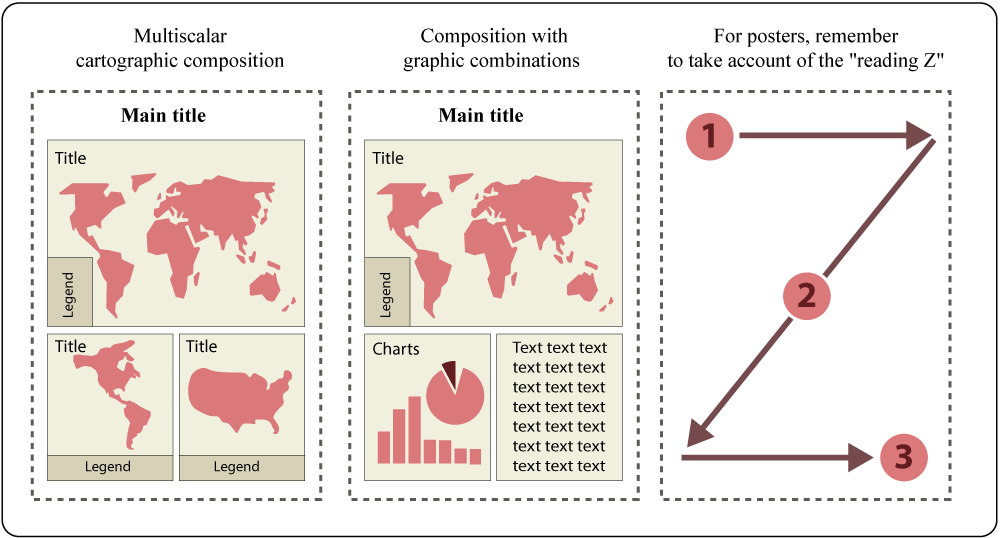 Multiscalar
cartographic composition
Main title
Title
Legend
Title
Legend
Title
Legend
Composition with
graphic combinations
Main title
Title
Legend
Charts
Text text text
text text text
text text text
text text text
text text text
text text text
text text text
For posters, remember
to take account of the "reading Z"
1
2
3